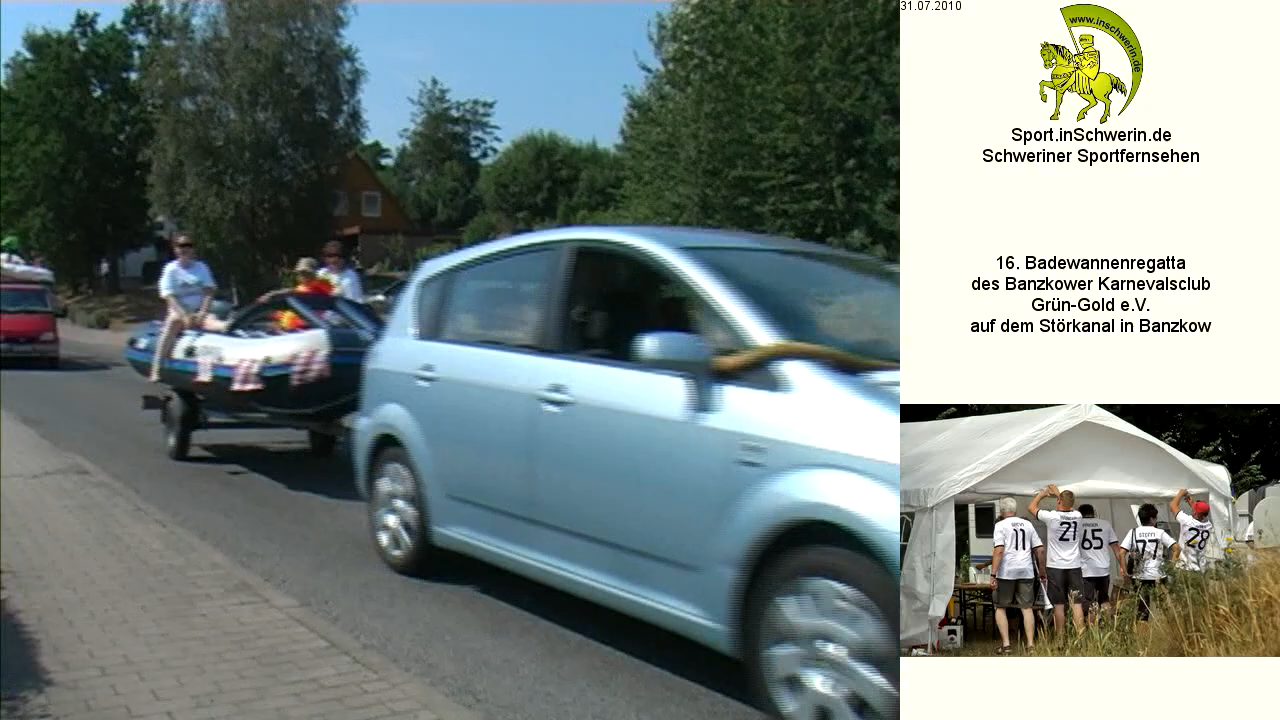 31.07.2010
www.inschwerin.de
Sport.inSchwerin.de
Schweriner Sportfernsehen
16. Badewannenregatta
des Banzkower Karnevalsclub
Grün-Gold e.V.
auf dem Störkanal in Banzkow
11
21
65
STEFFI
77
28